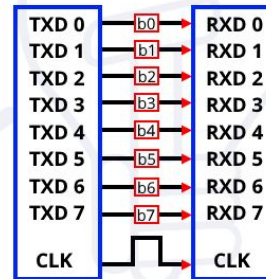 TXD 0 b0 RXD 0
TXD 1 b1 RXD 1
TXD 2 b2 RXD 2
TXD 3 b3 RXD 3
TXD 4 b4 RXD 4
TXD 5 b5 RXD 5
TXD 6 b6 RXD 6
TXD 7 b7 RXD 7
CLK CLK